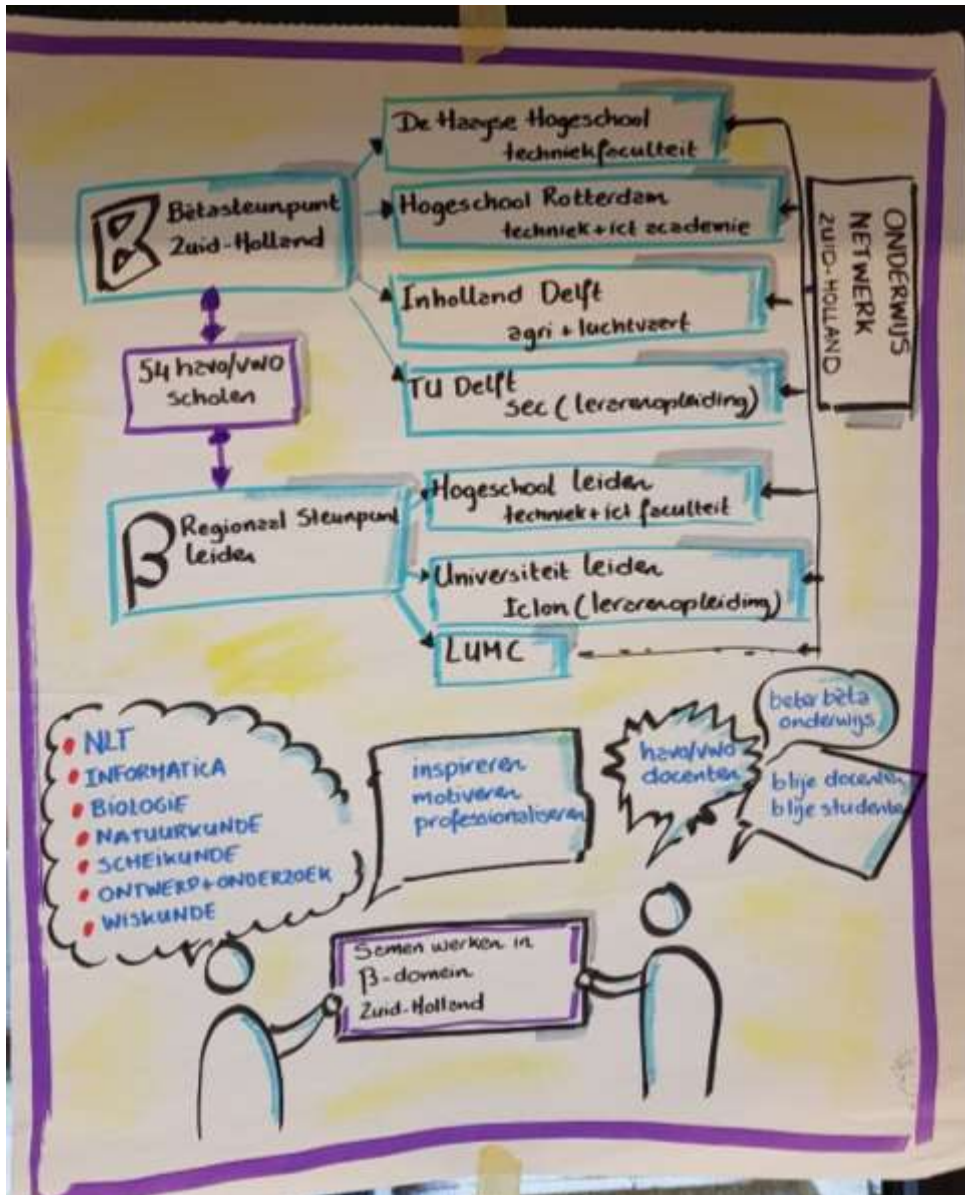 De Haagse Hogeschool
techniekfaculteit
Bètasteunpunt
Zuid-Holland
Hogeschool Rotterdam
techniek+ict academie
Inholland Delft
agri + luchtvaart
TU Delft
sec (lerarenopleiding)
ONDERWIJS
NETWERK
ZUID-HOLLAND
54 havo/vwo
scholen
β Regionaal Steunpunt
Leiden
Hogeschool Leiden
techniek+ict faculteit
Universiteit Leiden
Iclon (lerarenopleiding)
LUMC
• NLT
• INFORMATICA
• BIOLOGIE
• NATUURKUNDE
• SCHEIKUNDE
• ONTWERP+ONDERZOEK
• WISKUNDE
inspireren
motiveren
professionaliseren
havo/vwo
docenten
beter bèta
onderwijs
blije docenten
blije studente
Samen werken in
β-domein
Zuid-Holland